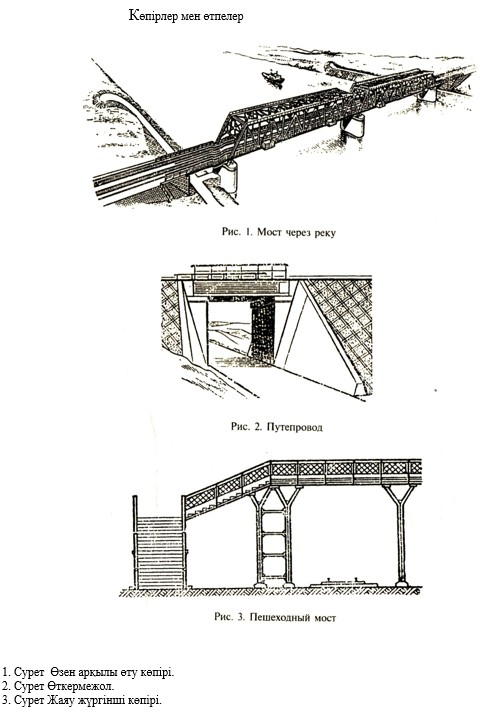 Көпірлер мен өтпелер
Рис. 1. Мост через реку
Рис. 2. Путепровод
Рис. 3. Пешеходный мост
1. Сурет Өзен арқылы өту көпірі.
2. Сурет Өткермежол.
3. Сурет Жаяу жүргінші көпірі.